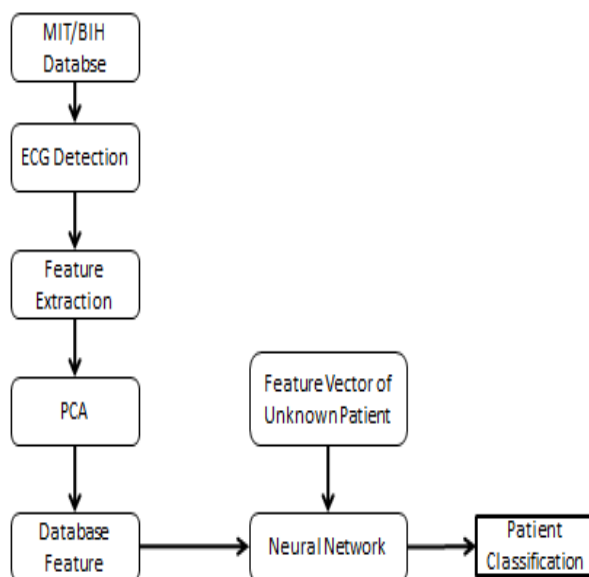 MIT/BIH
Databse
ECG Detection
Feature
Extraction
PCA
Feature Vector of
Unknown Patient
Database
Feature
Neural Network
Patient
Classification